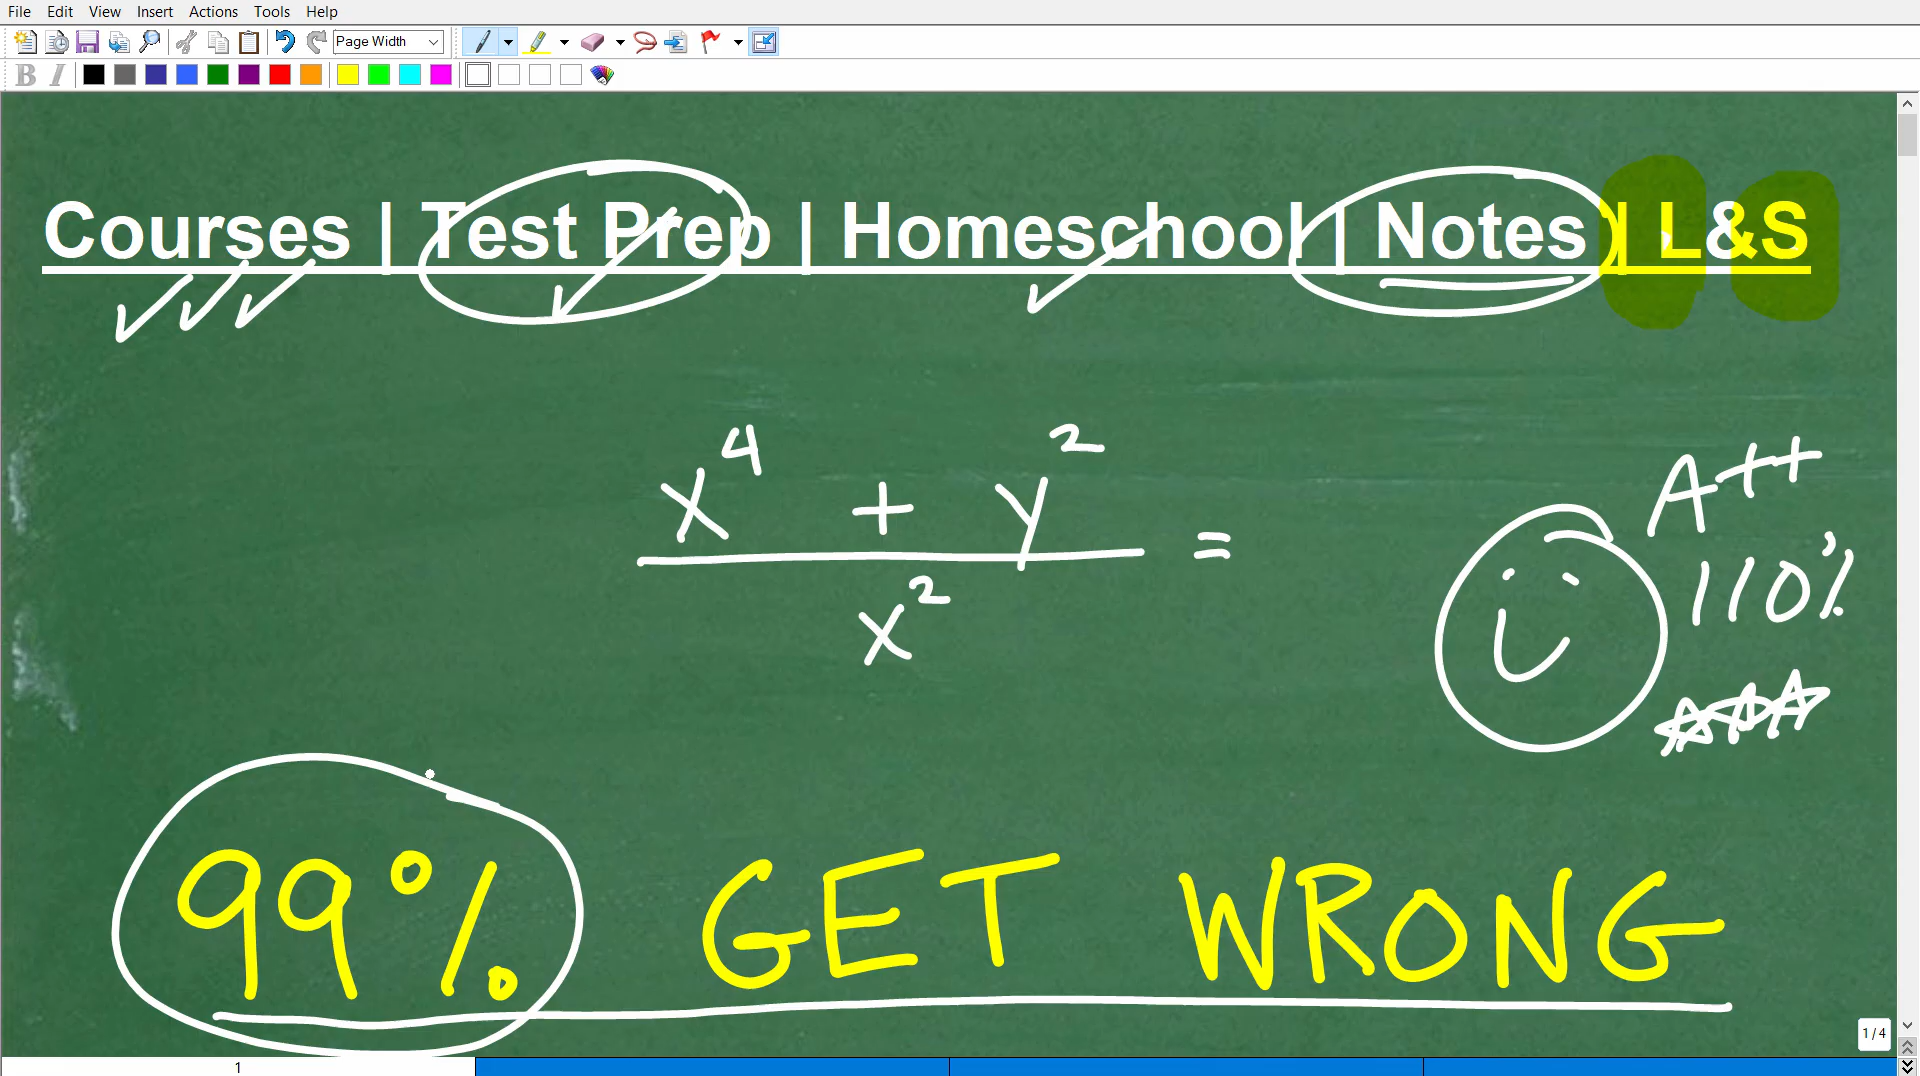 File Edit View Insert Actions Tools Help
Page Width
B I
Courses | Test Prep | Homeschool | Notes | L&S
x⁴ + y²
=
x²
A++
110%
99% GET WRONG
1 / 4
1